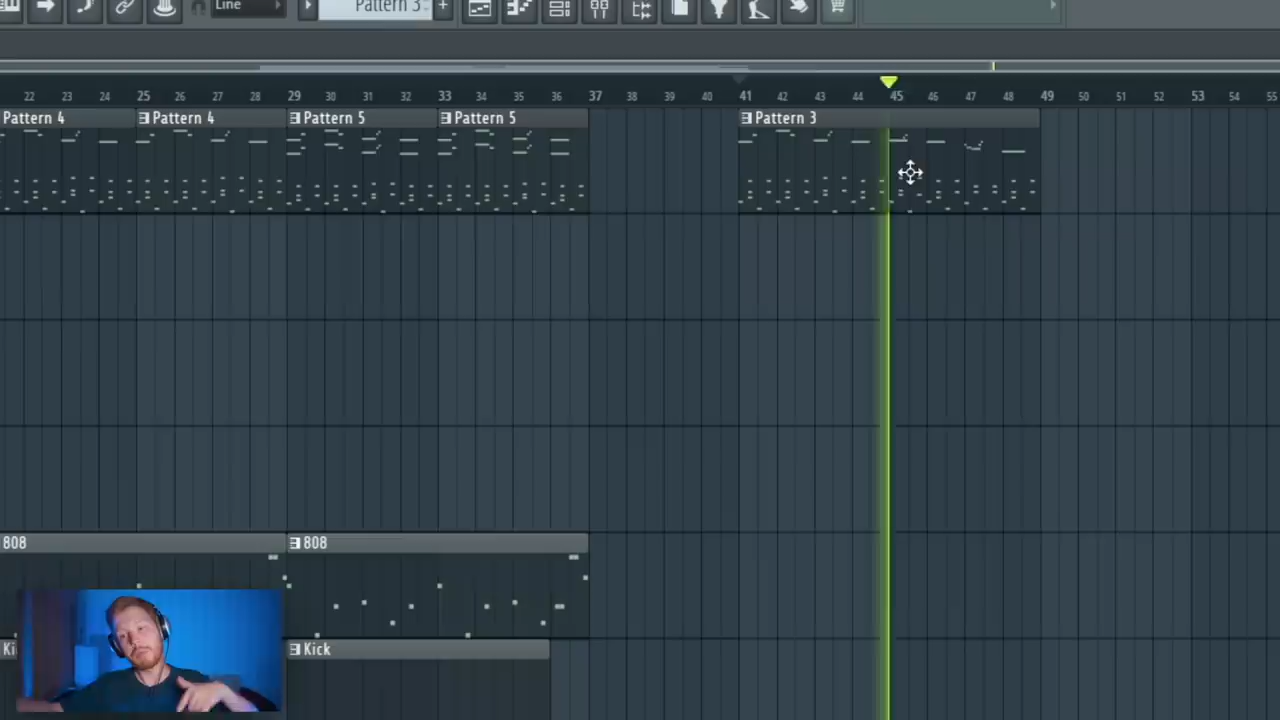 Line
Pattern 3
+
22 23 24 25 26 27 28 29 30 31 32 33 34 35 36 37 38 39 40 41 42 43 44 45 46 47 48 49 50 51 52 53 54 55
Pattern 4 Pattern 4 Pattern 5 Pattern 5 Pattern 3
808 808
Ki Kick